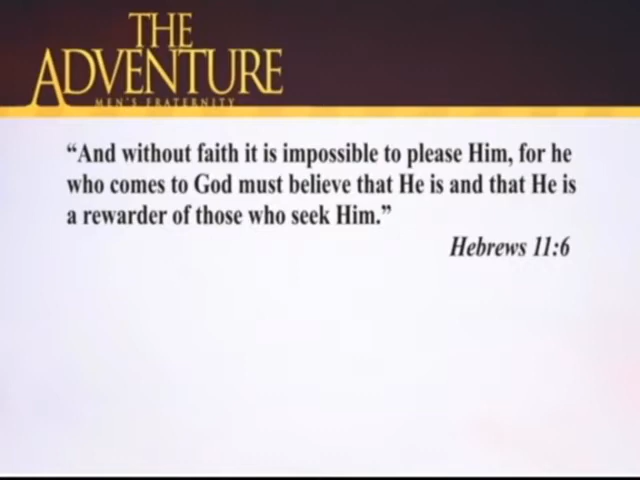 THE
ADVENTURE
MEN'S FRATERNITY
“And without faith it is impossible to please Him, for he
who comes to God must believe that He is and that He is
a rewarder of those who seek Him.”
Hebrews 11:6